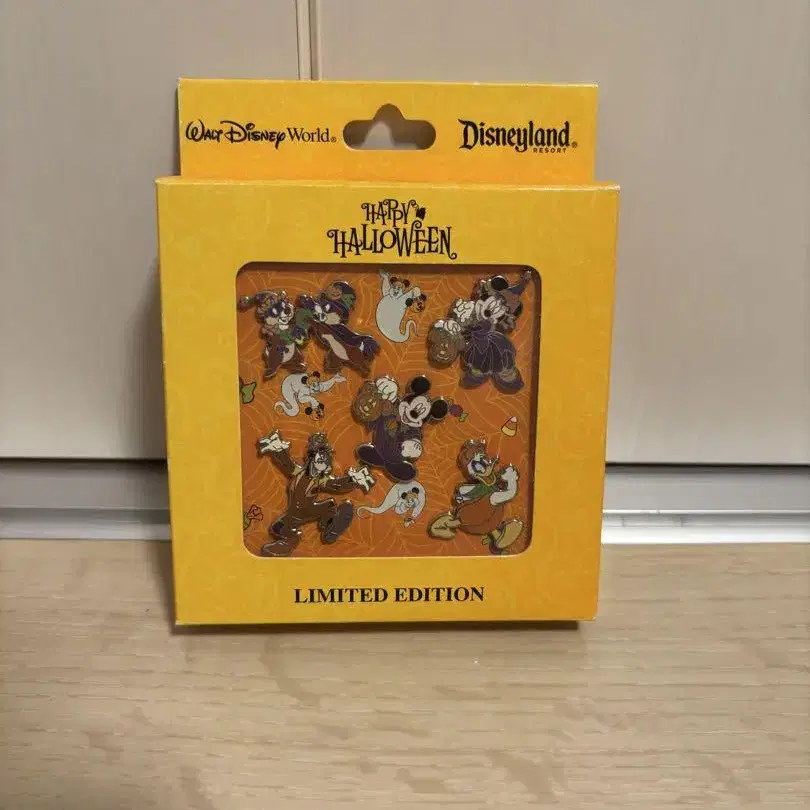 WALT DISNEY World®
Disneyland®
RESORT
HAPPY
HALLOWEEN
LIMITED EDITION